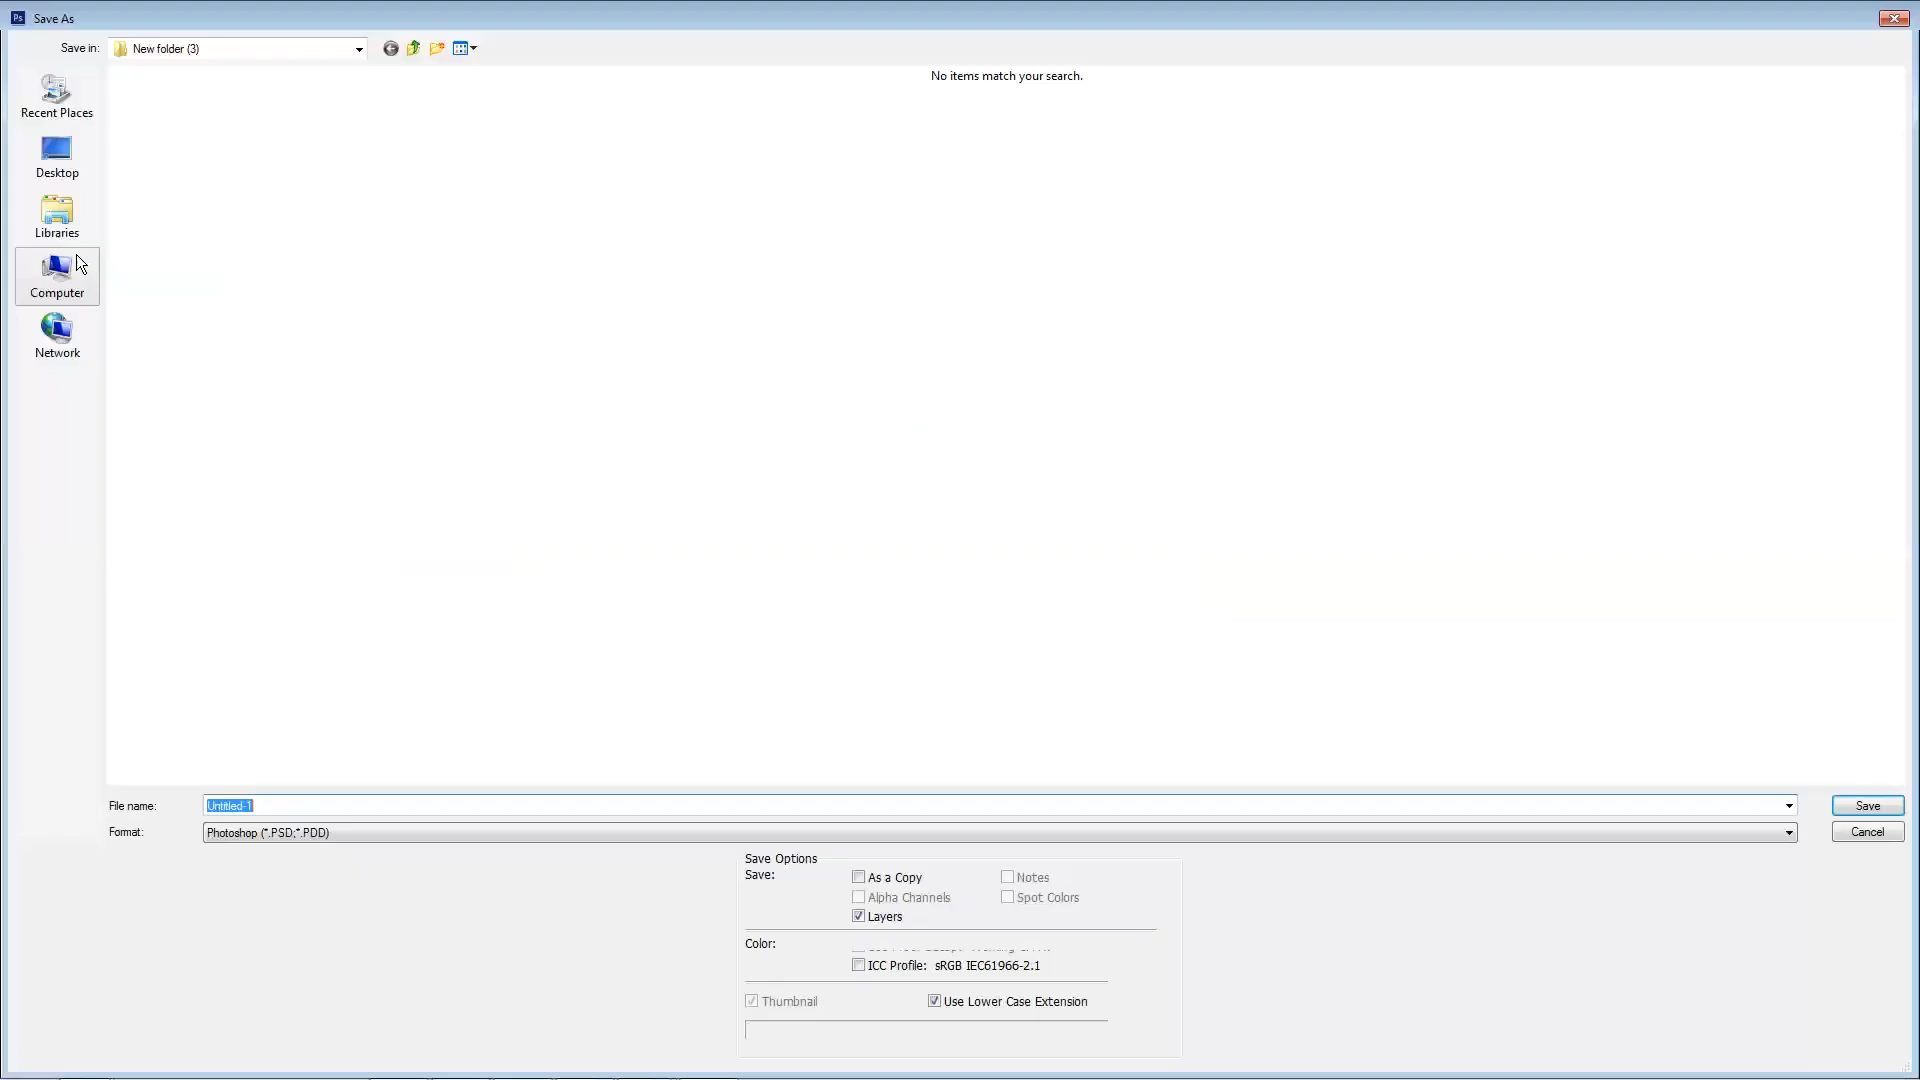 Ps Save As
Save in: New folder (3)
No items match your search.
Recent Places
Desktop
Libraries
Computer
Network
File name: Untitled-1 Save
Format: Photoshop (*.PSD;*.PDD) Cancel
Save Options
Save: As a Copy Notes
Alpha Channels Spot Colors
Layers
Color:
ICC Profile: sRGB IEC61966-2.1
Thumbnail Use Lower Case Extension